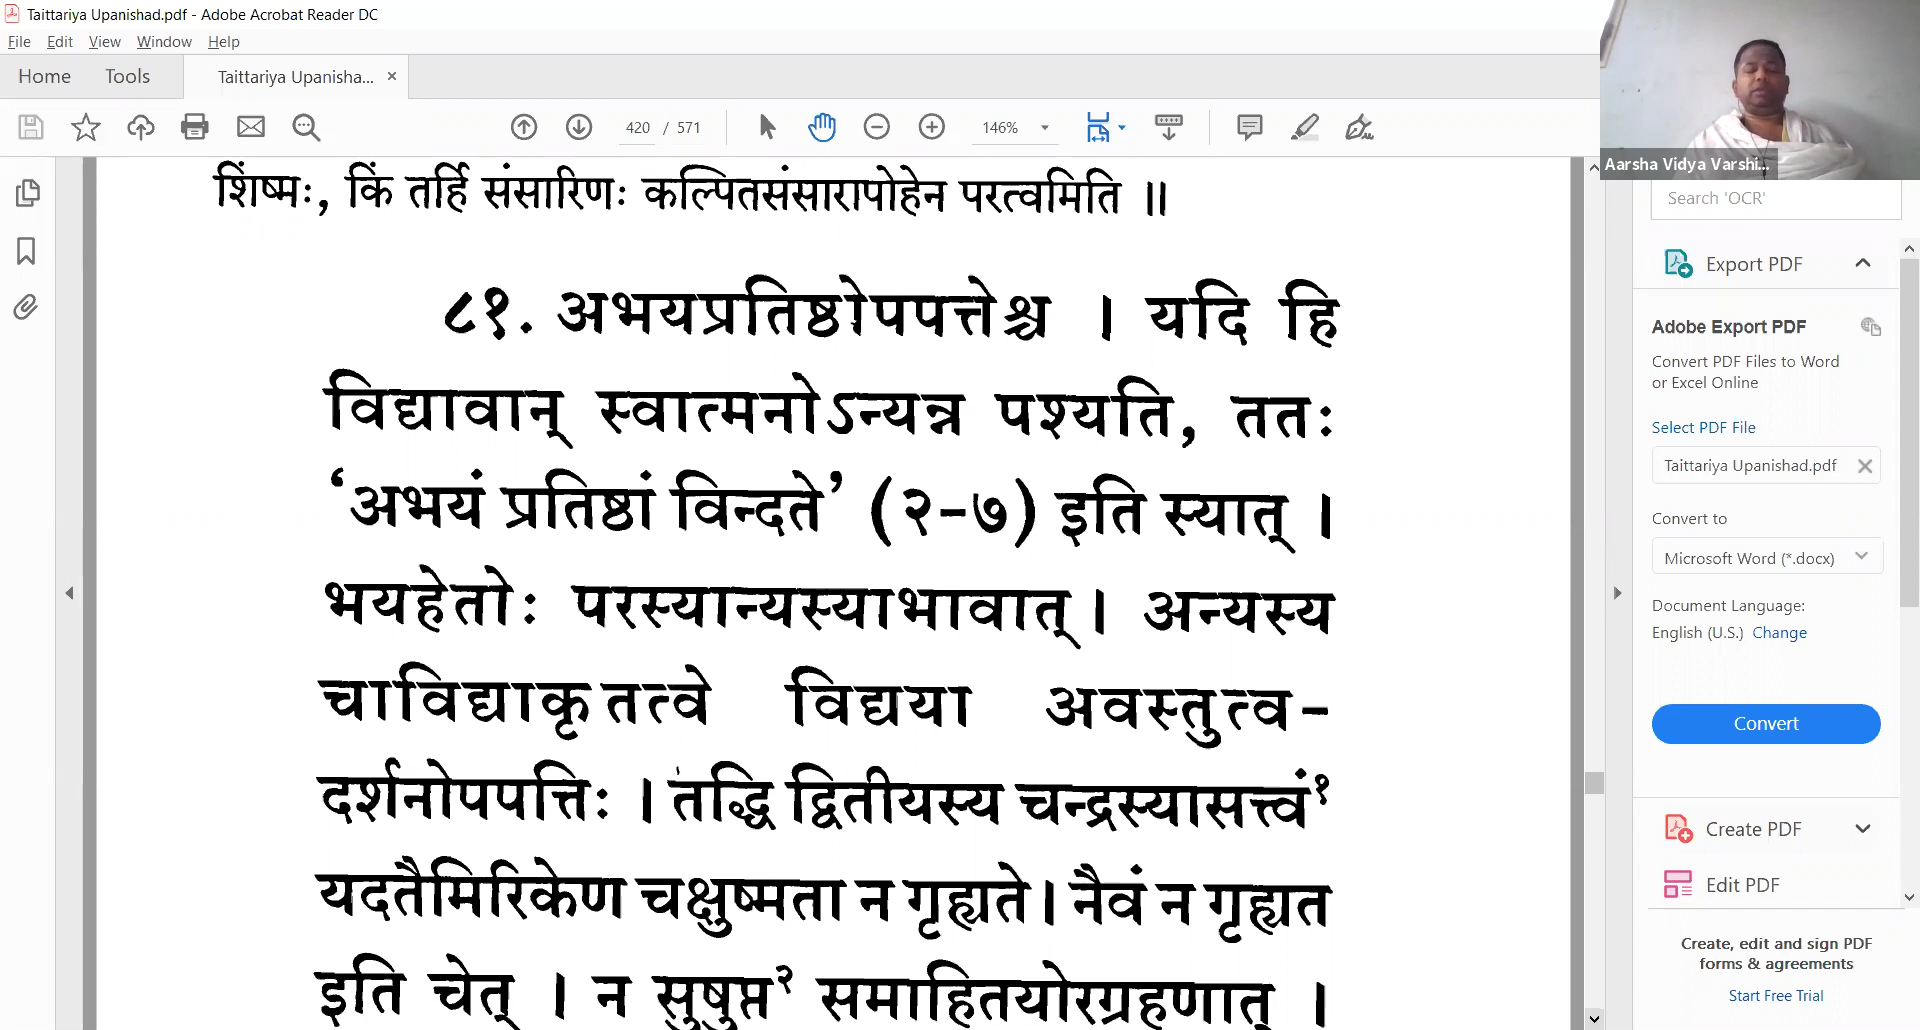 Taittariya Upanishad.pdf - Adobe Acrobat Reader DC
File Edit View Window Help
Home Tools Taittariya Upanisha... ×
420 / 571 146%
Aarsha Vidya Varshi...
शिंष्मः, किं तर्हि संसारिणः कल्पितसंसारापोहेन परत्वमिति ॥
८१. अभयप्रतिष्ठोपपत्तेश्च । यदि हि
विद्यावान् स्वात्मनोऽन्यन्न पश्यति, ततः
‘अभयं प्रतिष्ठां विन्दते’ (२-७) इति स्यात् ।
भयहेतोः परस्यान्यस्याभावात् । अन्यस्य
चाविद्याकृतत्वे विद्यया अवस्तुत्व-
दर्शनोपपत्तिः । तद्धि द्वितीयस्य चन्द्रस्यासत्त्वं१
यदतैमिरिकेण चक्षुष्मता न गृह्यते । नैवं न गृह्यत
इति चेत् । न सुषुप्त२ समाहितयोरग्रहणात् ।
Search 'OCR'
Export PDF
Adobe Export PDF
Convert PDF Files to Word
or Excel Online
Select PDF File
Taittariya Upanishad.pdf
Convert to
Microsoft Word (*.docx)
Document Language:
English (U.S.) Change
Convert
Create PDF
Edit PDF
Create, edit and sign PDF
forms & agreements
Start Free Trial